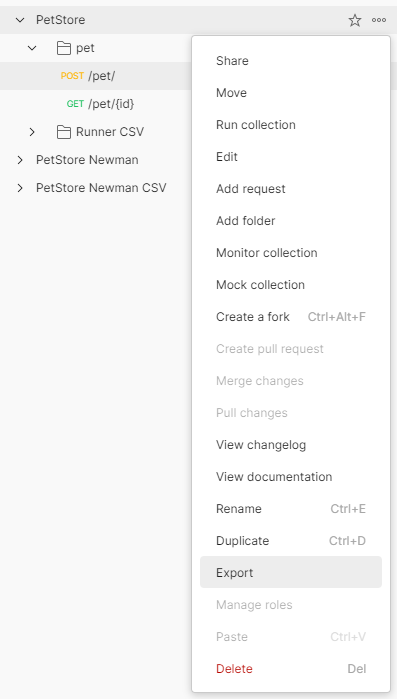 PetStore
pet
POST /pet/
GET /pet/{id}
Runner CSV
PetStore Newman
PetStore Newman CSV
Share
Move
Run collection
Edit
Add request
Add folder
Monitor collection
Mock collection
Create a fork Ctrl+Alt+F
Create pull request
Merge changes
Pull changes
View changelog
View documentation
Rename Ctrl+E
Duplicate Ctrl+D
Export
Manage roles
Paste Ctrl+V
Delete Del